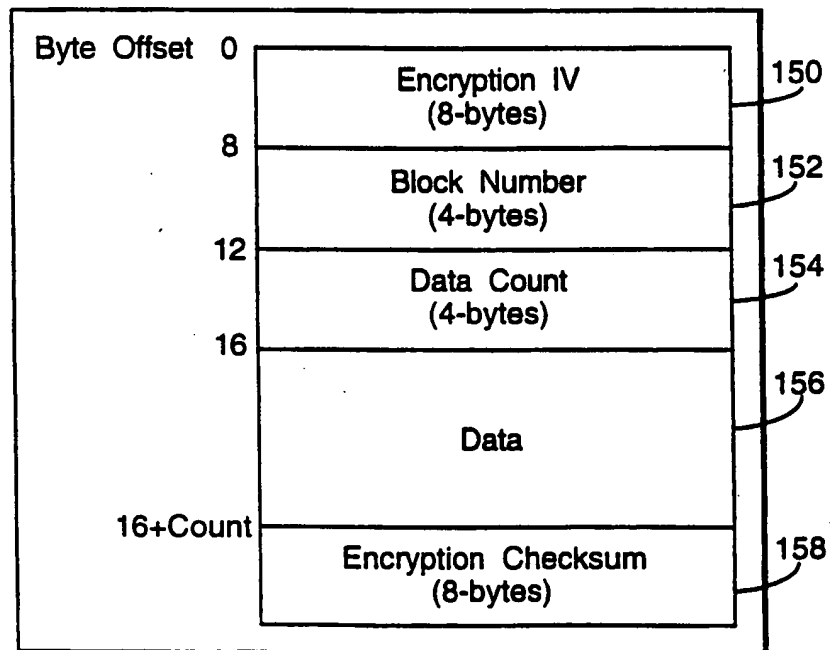 Byte Offset 0
Encryption IV
(8-bytes)
150
8
Block Number
(4-bytes)
152
12
Data Count
(4-bytes)
154
16
Data
156
16+Count
Encryption Checksum
(8-bytes)
158